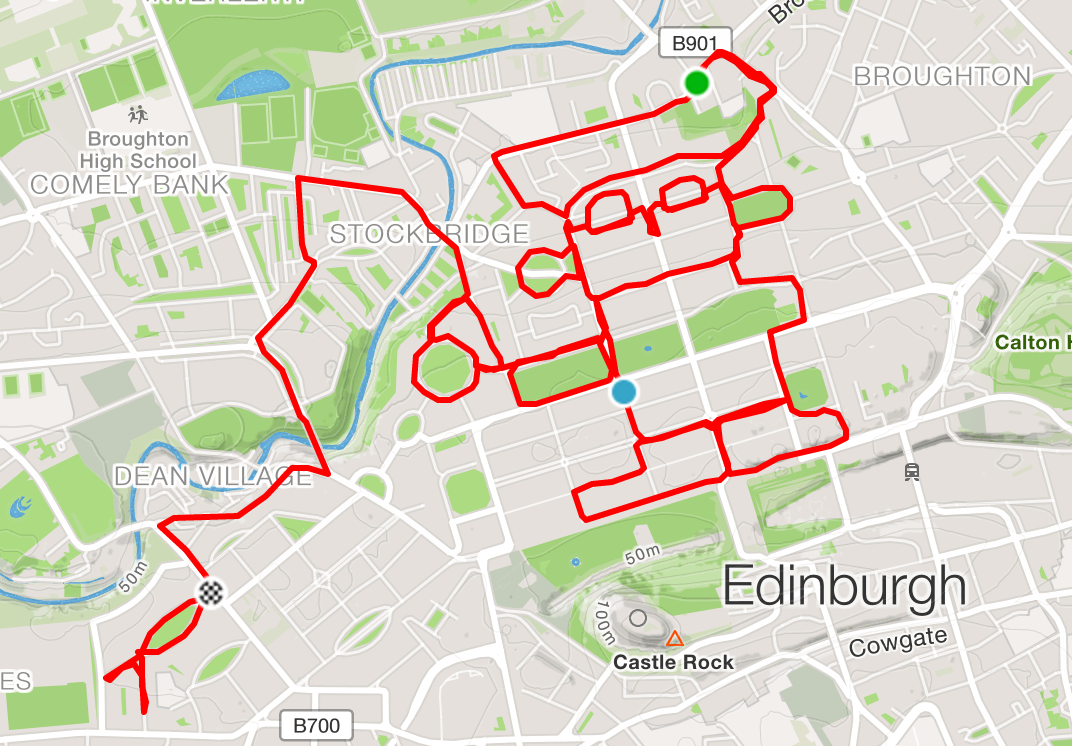 B901
Bro
BROUGHTON
Broughton
High School
COMELY BANK
STOCKBRIDGE
Calton H
DEAN VILLAGE
50m
50m
100m
Edinburgh
Cowgate
Castle Rock
ES
B700